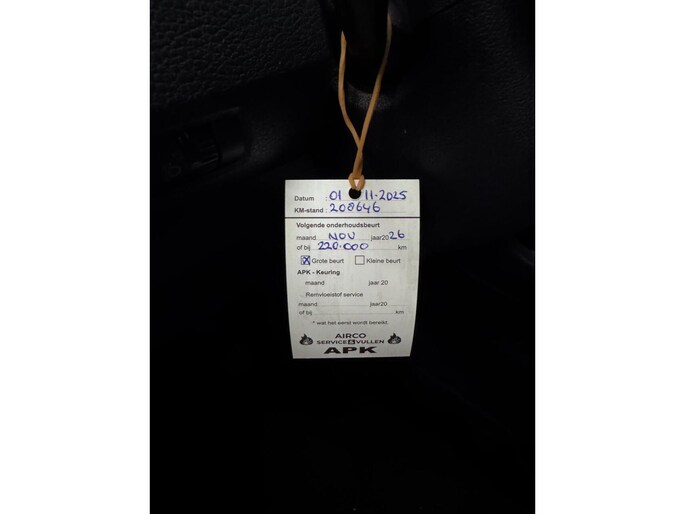 Datum : 01 11-2025
KM-stand : 208646
Volgende onderhoudsbeurt
maand NOV jaar 2026
of bij 220.000 km
☒ Grote beurt ☐ Kleine beurt
APK - Keuring
maand jaar 20
Remvloeistof service
maand jaar20
of bij km
* wat het eerst wordt bereikt.
AIRCO
SERVICE & VULLEN
APK